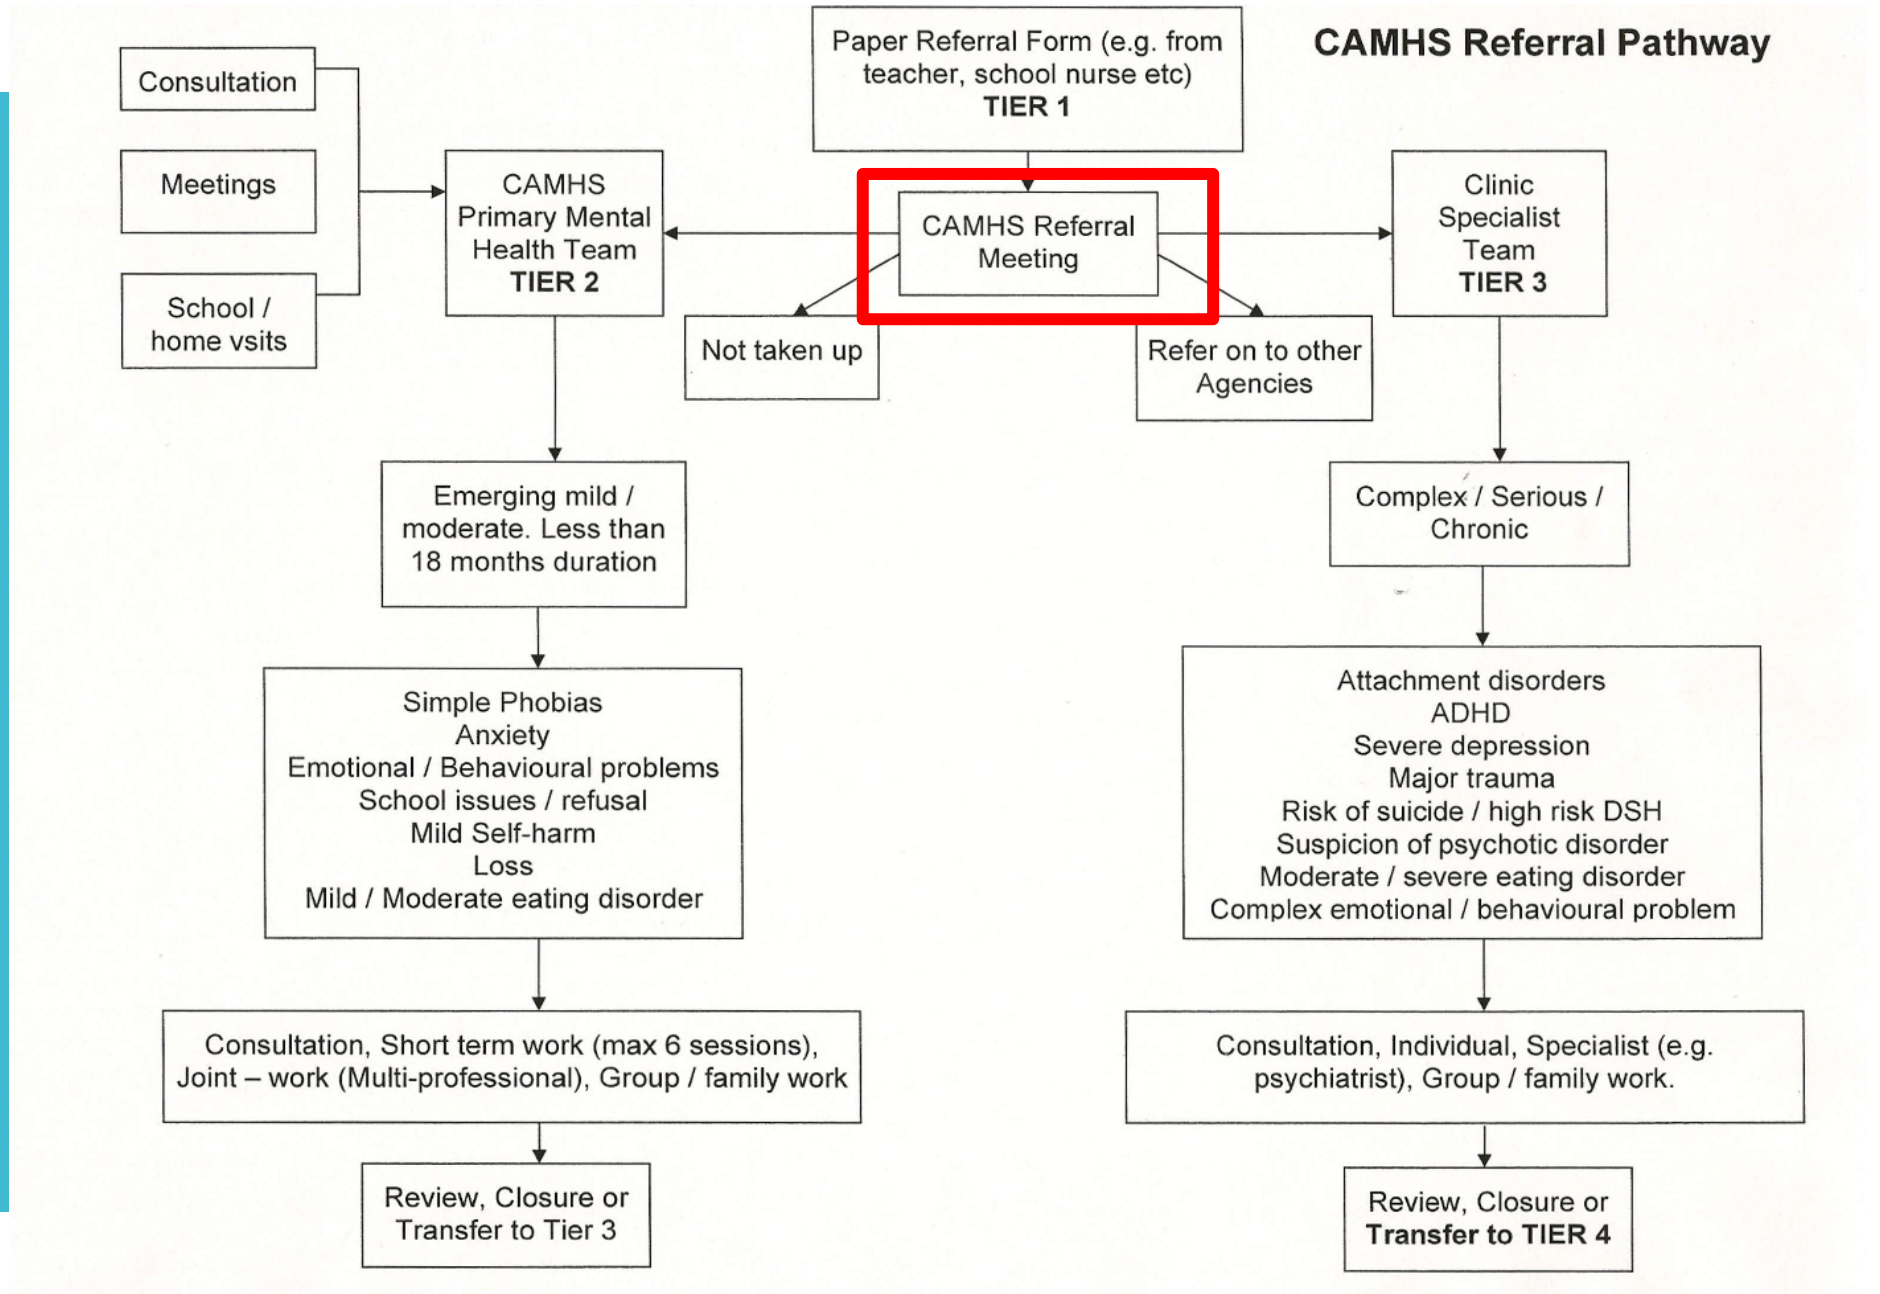 CAMHS Referral Pathway
Paper Referral Form (e.g. from
teacher, school nurse etc)
TIER 1
Consultation
Meetings
School /
home vsits
CAMHS
Primary Mental
Health Team
TIER 2
CAMHS Referral
Meeting
Clinic
Specialist
Team
TIER 3
Not taken up
Refer on to other
Agencies
Emerging mild /
moderate. Less than
18 months duration
Complex / Serious /
Chronic
Simple Phobias
Anxiety
Emotional / Behavioural problems
School issues / refusal
Mild Self-harm
Loss
Mild / Moderate eating disorder
Attachment disorders
ADHD
Severe depression
Major trauma
Risk of suicide / high risk DSH
Suspicion of psychotic disorder
Moderate / severe eating disorder
Complex emotional / behavioural problem
Consultation, Short term work (max 6 sessions),
Joint – work (Multi-professional), Group / family work
Consultation, Individual, Specialist (e.g.
psychiatrist), Group / family work.
Review, Closure or
Transfer to Tier 3
Review, Closure or
Transfer to TIER 4